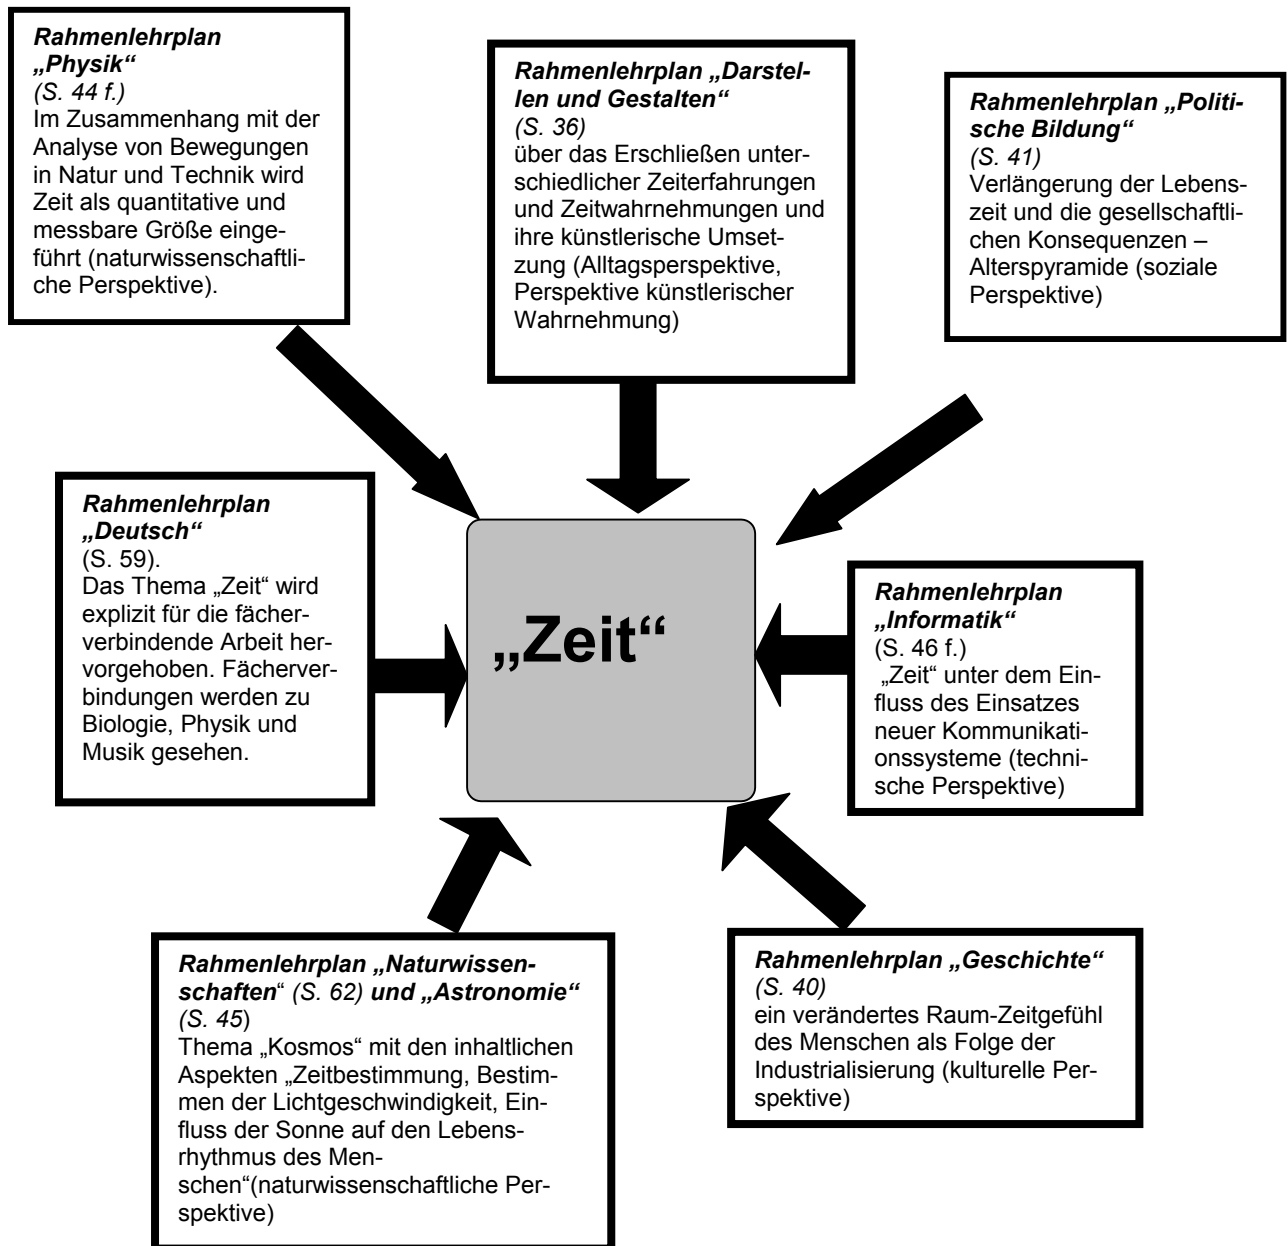 Rahmenlehrplan
„Physik“
(S. 44 f.)
Im Zusammenhang mit der
Analyse von Bewegungen
in Natur und Technik wird
Zeit als quantitative und
messbare Größe einge-
führt (naturwissenschaftli-
che Perspektive).
Rahmenlehrplan „Darstel-
len und Gestalten“
(S. 36)
über das Erschließen unter-
schiedlicher Zeiterfahrungen
und Zeitwahrnehmungen und
ihre künstlerische Umset-
zung (Alltagsperspektive,
Perspektive künstlerischer
Wahrnehmung)
Rahmenlehrplan „Politi-
sche Bildung“
(S. 41)
Verlängerung der Lebens-
zeit und die gesellschaftli-
chen Konsequenzen –
Alterspyramide (soziale
Perspektive)
Rahmenlehrplan
„Deutsch“
(S. 59).
Das Thema „Zeit“ wird
explizit für die fächer-
verbindende Arbeit her-
vorgehoben. Fächerver-
bindungen werden zu
Biologie, Physik und
Musik gesehen.
„Zeit“
Rahmenlehrplan
„Informatik“
(S. 46 f.)
„Zeit“ unter dem Ein-
fluss des Einsatzes
neuer Kommunikati-
onssysteme (techni-
sche Perspektive)
Rahmenlehrplan „Naturwissen-
schaften“ (S. 62) und „Astronomie“
(S. 45)
Thema „Kosmos“ mit den inhaltlichen
Aspekten „Zeitbestimmung, Bestim-
men der Lichtgeschwindigkeit, Ein-
fluss der Sonne auf den Lebens-
rhythmus des Men-
schen“(naturwissenschaftliche Per-
spektive)
Rahmenlehrplan „Geschichte“
(S. 40)
ein verändertes Raum-Zeitgefühl
des Menschen als Folge der
Industrialisierung (kulturelle Per-
spektive)